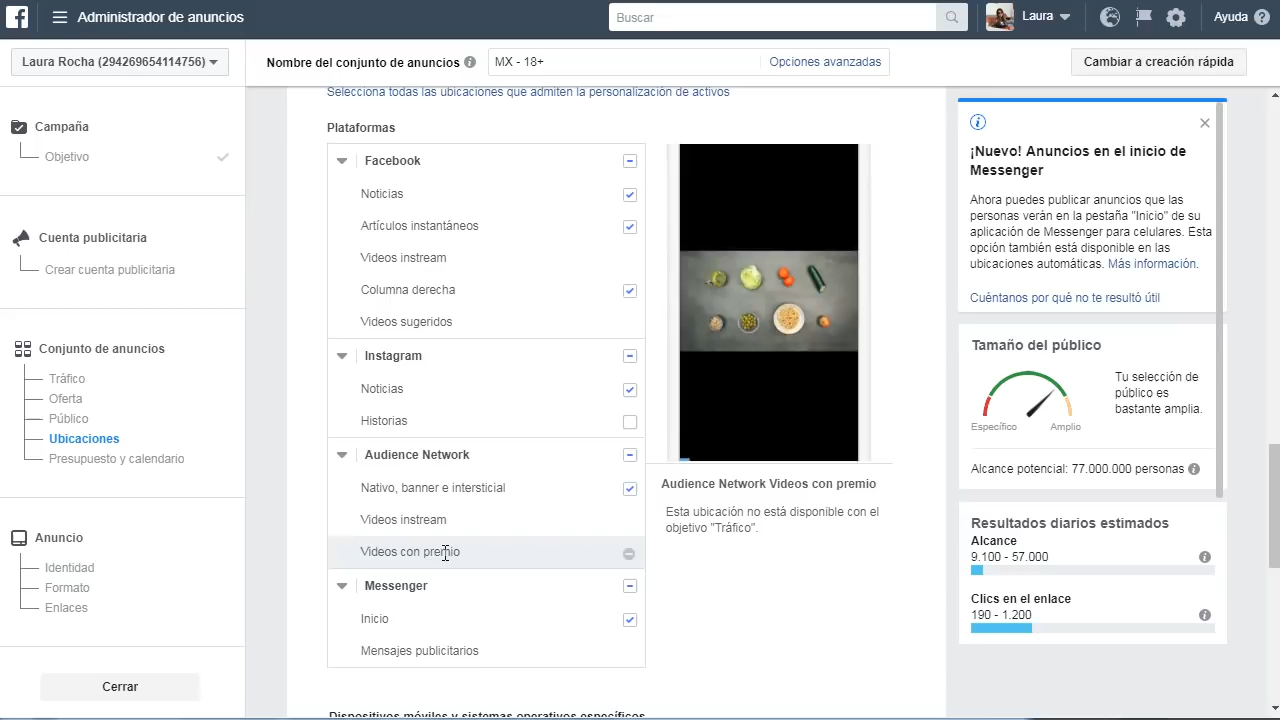 Administrador de anuncios
Buscar
Laura
Ayuda
Laura Rocha (294269654114756)
Nombre del conjunto de anuncios
MX - 18+
Opciones avanzadas
Cambiar a creación rápida
Campaña
Objetivo
Cuenta publicitaria
Crear cuenta publicitaria
Conjunto de anuncios
Tráfico
Oferta
Público
Ubicaciones
Presupuesto y calendario
Anuncio
Identidad
Formato
Enlaces
Cerrar
Selecciona todas las ubicaciones que admiten la personalización de activos
Plataformas
Facebook
Noticias
Artículos instantáneos
Videos instream
Columna derecha
Videos sugeridos
Instagram
Noticias
Historias
Audience Network
Nativo, banner e intersticial
Videos instream
Videos con premio
Messenger
Inicio
Mensajes publicitarios
Dispositivos móviles y sistemas operativos específicos
Audience Network Videos con premio
Esta ubicación no está disponible con el
objetivo "Tráfico".
¡Nuevo! Anuncios en el inicio de
Messenger
Ahora puedes publicar anuncios que las
personas verán en la pestaña "Inicio" de su
aplicación de Messenger para celulares. Esta
opción también está disponible en las
ubicaciones automáticas. Más información.
Cuéntanos por qué no te resultó útil
Tamaño del público
Específico
Amplio
Tu selección de
público es
bastante amplia.
Alcance potencial: 77.000.000 personas
Resultados diarios estimados
Alcance
9.100 - 57.000
Clics en el enlace
190 - 1.200